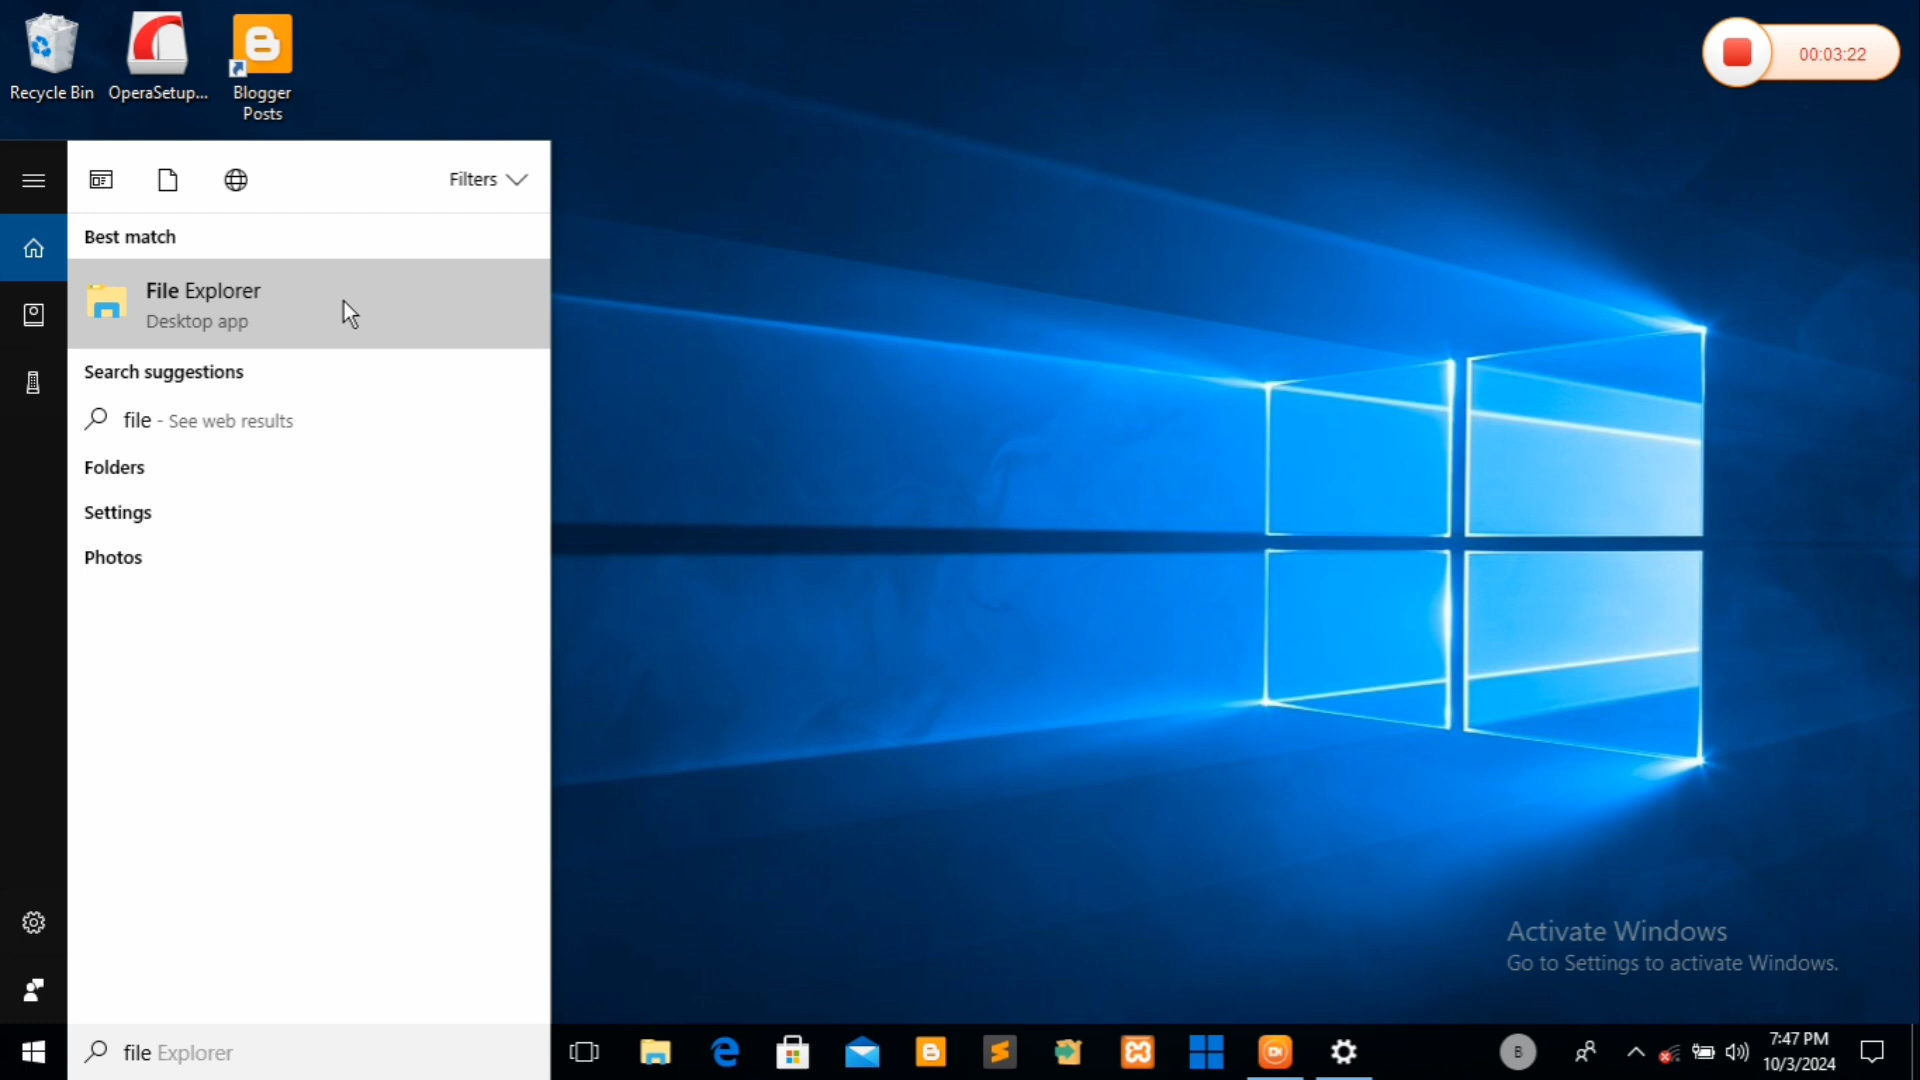 Recycle Bin
OperaSetup...
Blogger
Posts
00:03:22
Filters
Best match
File Explorer
Desktop app
Search suggestions
file - See web results
Folders
Settings
Photos
Activate Windows
Go to Settings to activate Windows.
file Explorer
B
7:47 PM
10/3/2024